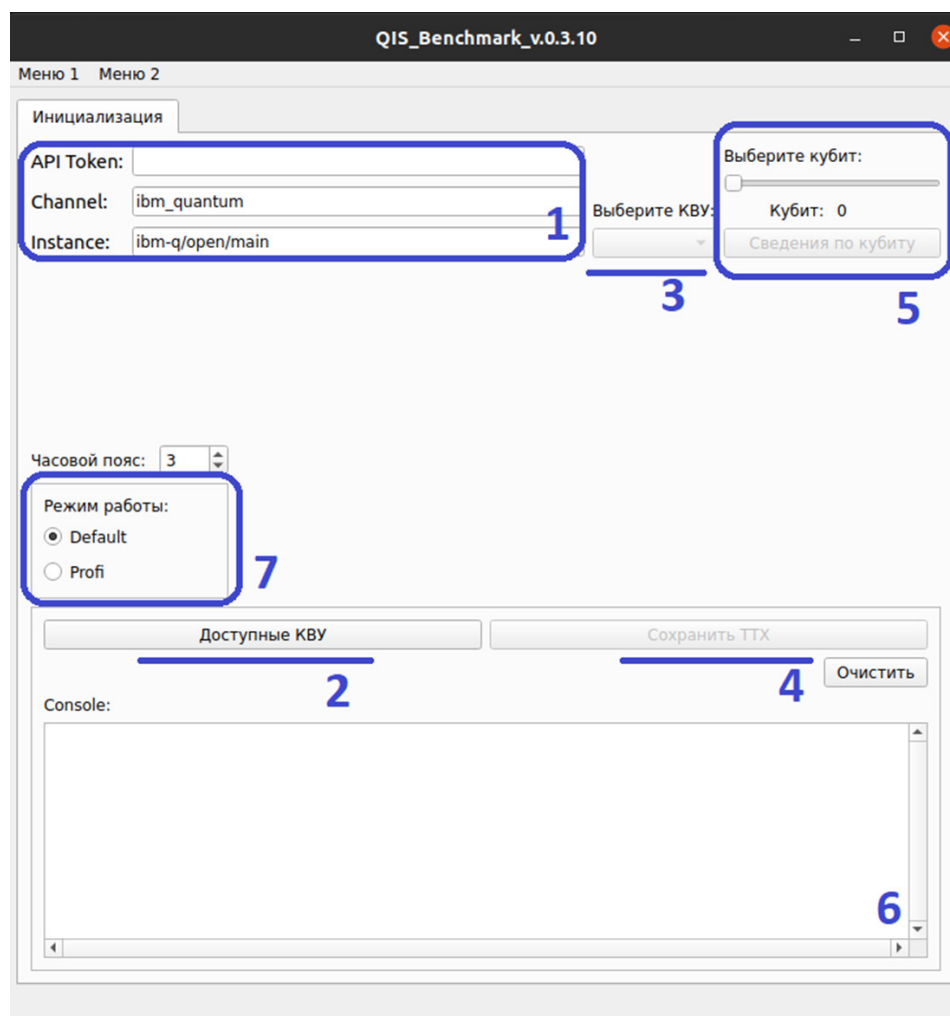 QIS_Benchmark_v.0.3.10
Меню 1 Меню 2
Инициализация
API Token:
Channel: ibm_quantum
Instance: ibm-q/open/main
1
Выберите КВУ:
3
Выберите кубит:
Кубит: 0
Сведения по кубиту
5
Часовой пояс: 3
Режим работы:
Default
Profi
7
Доступные КВУ
Сохранить ТТХ
2
4
Очистить
Console:
6